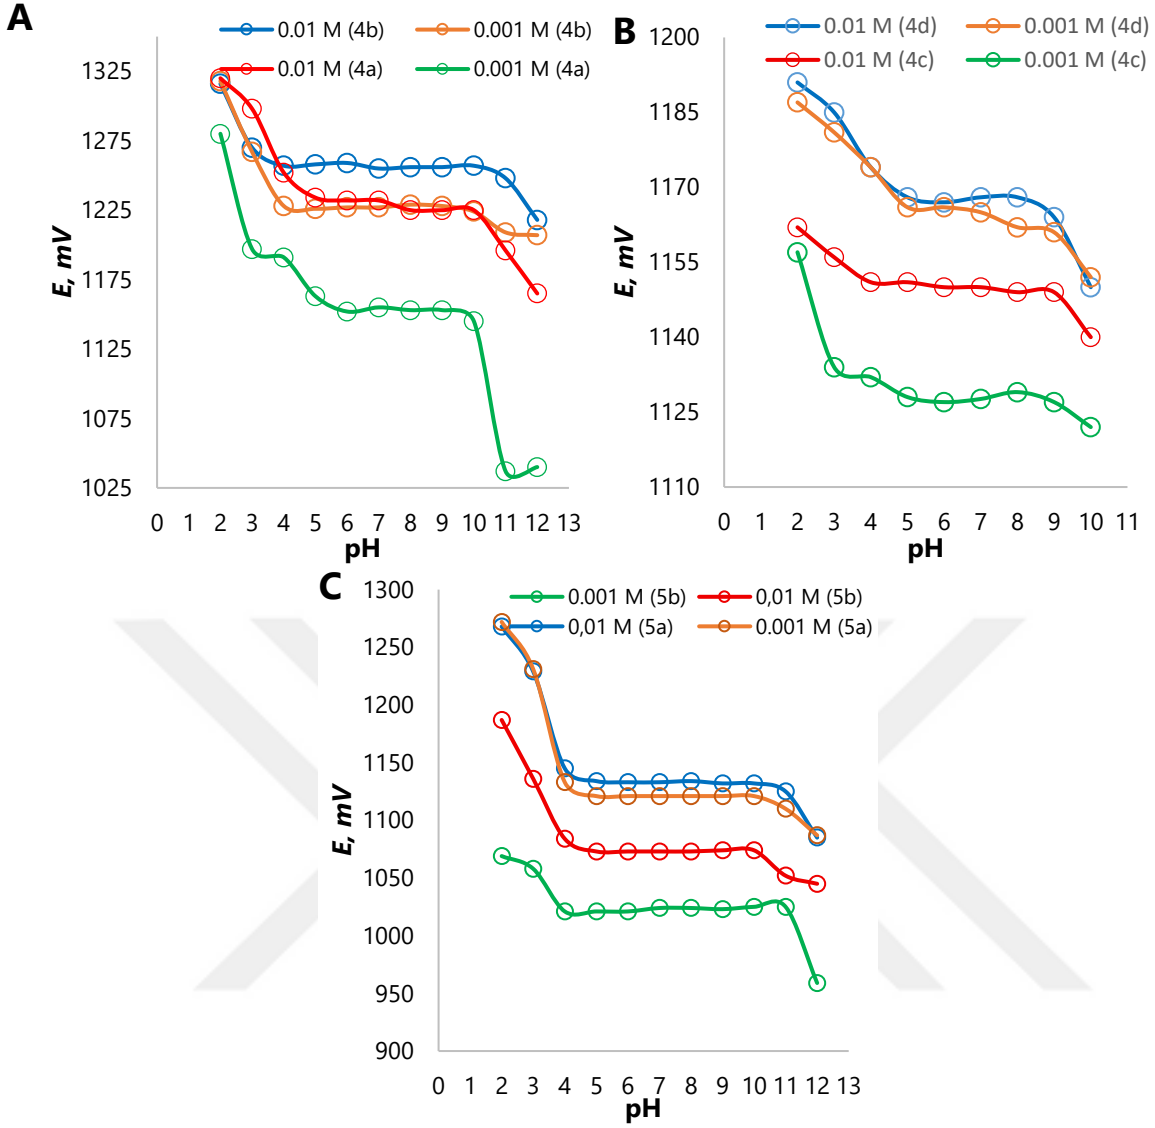 A
0.01 M (4b) 0.001 M (4b)
0.01 M (4a) 0.001 M (4a)
1325
1275
1225
1175
1125
1075
1025
E, mV
0 1 2 3 4 5 6 7 8 9 10 11 12 13
pH
B
0.01 M (4d) 0.001 M (4d)
0.01 M (4c) 0.001 M (4c)
1200
1185
1170
1155
1140
1125
1110
E, mV
0 1 2 3 4 5 6 7 8 9 10 11
pH
C
0.001 M (5b) 0,01 M (5b)
0,01 M (5a) 0.001 M (5a)
1300
1250
1200
1150
1100
1050
1000
950
900
E, mV
0 1 2 3 4 5 6 7 8 9 10 11 12 13
pH